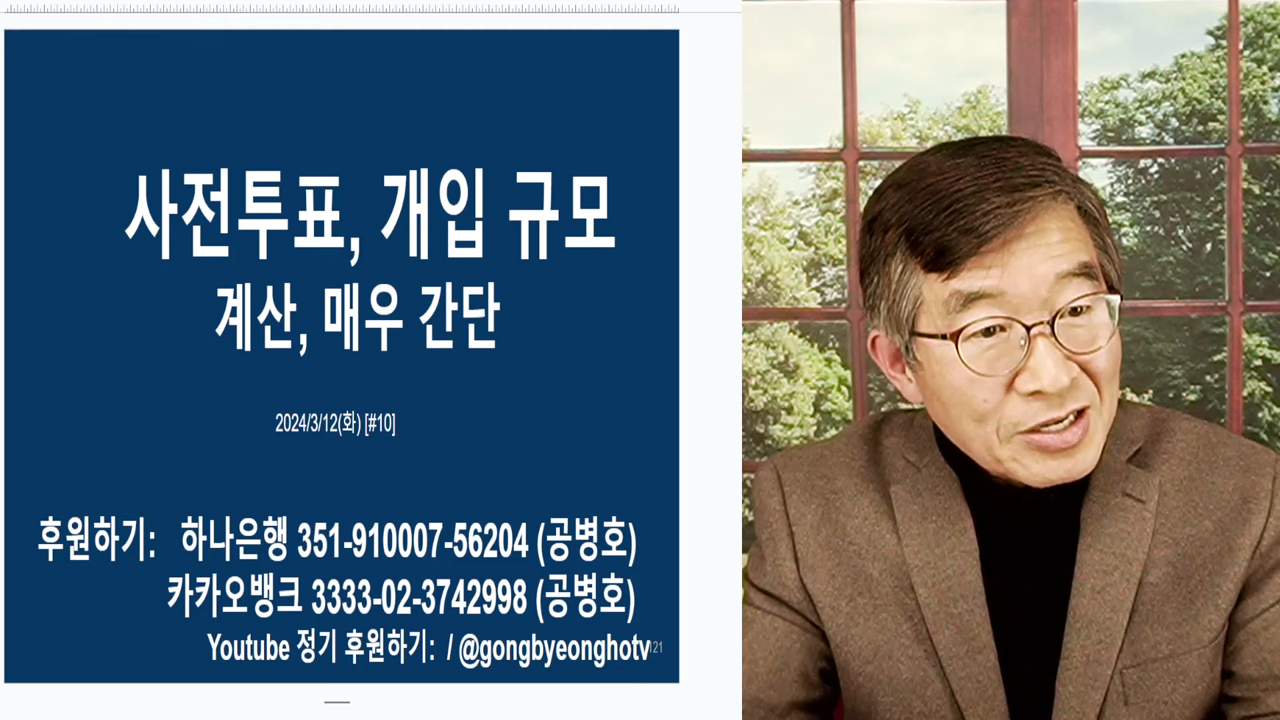 사전투표, 개입 규모
계산, 매우 간단
2024/3/12(화) [#10]
후원하기: 하나은행 351-910007-56204 (공병호)
카카오뱅크 3333-02-3742998 (공병호)
Youtube 정기 후원하기: / @gongbyeonghotv
121